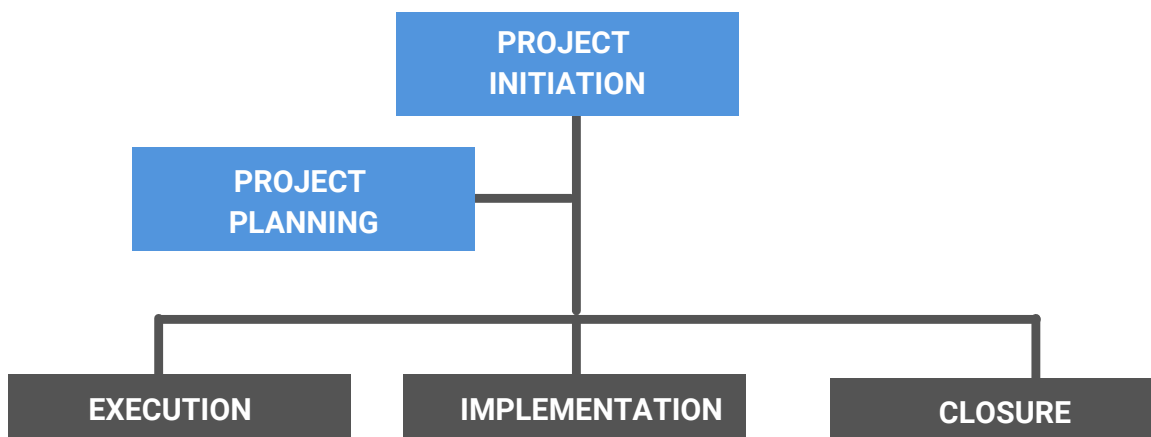 PROJECT
INITIATION
PROJECT
PLANNING
EXECUTION
IMPLEMENTATION
CLOSURE